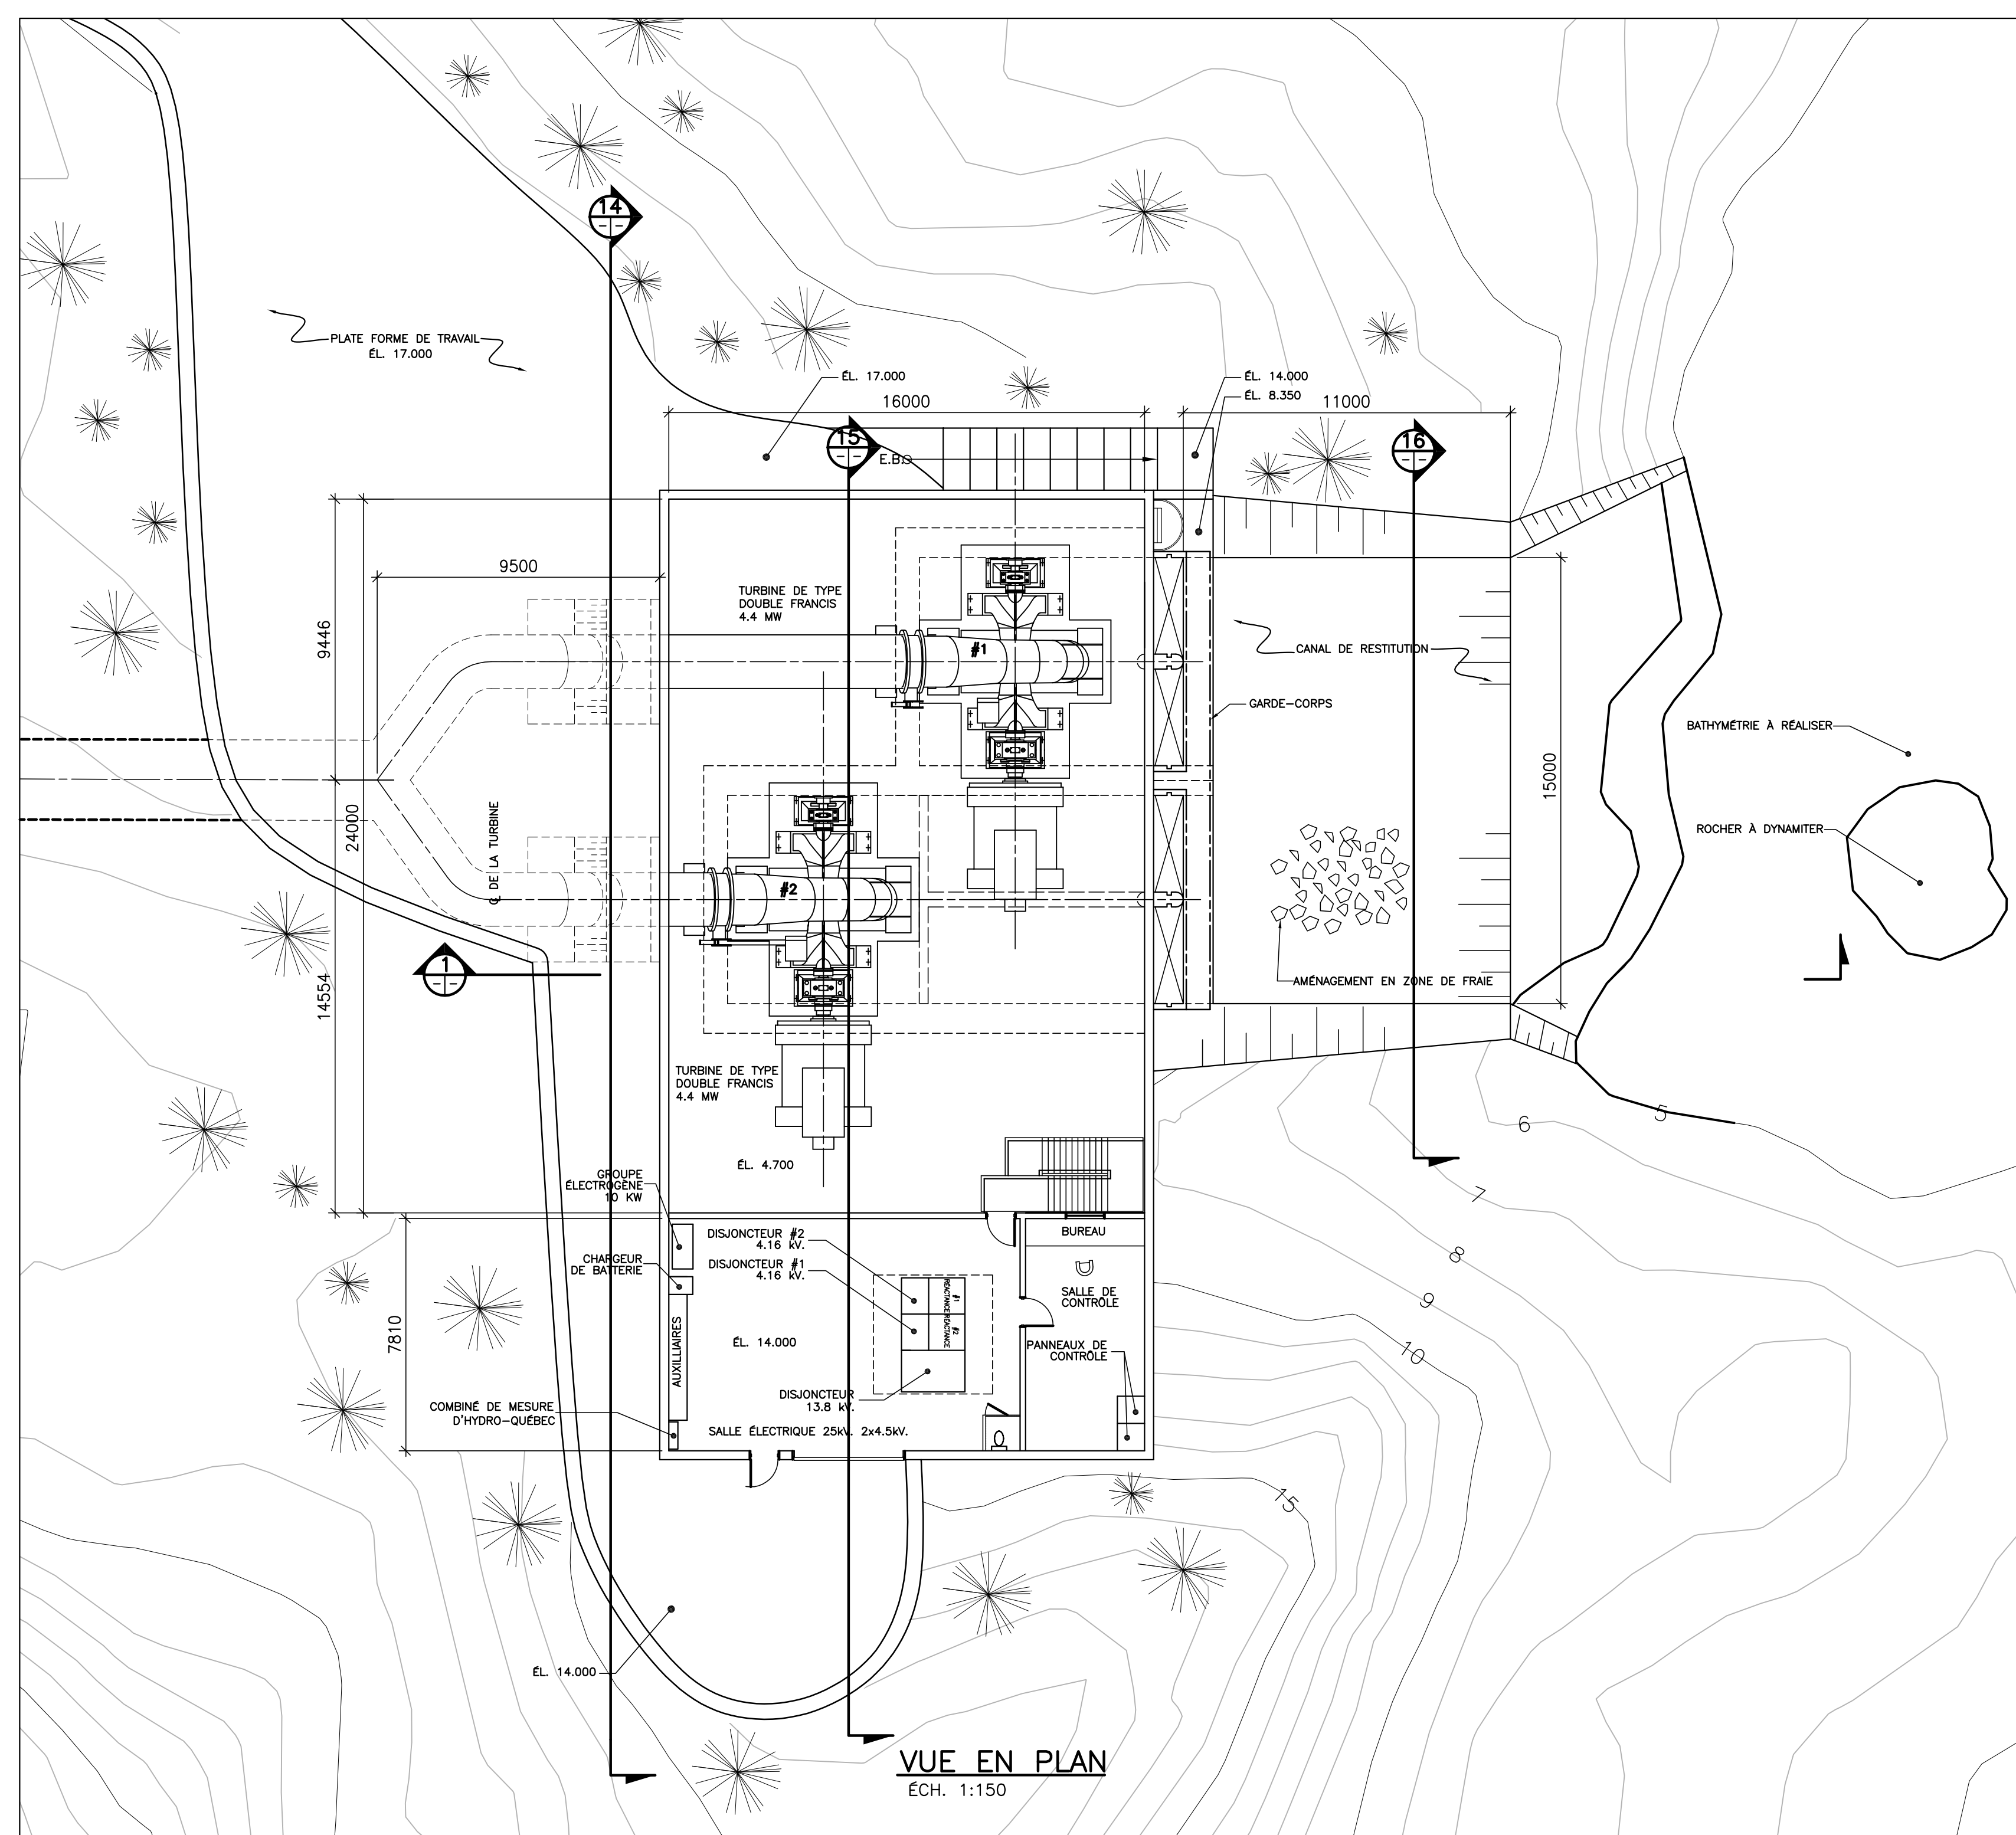 14
PLATE FORME DE TRAVAIL
ÉL. 17.000
ÉL. 17.000
ÉL. 14.000
ÉL. 8.350
16000
11000
15
E.B.
16
9500
9446
24000
14554
TURBINE DE TYPE
DOUBLE FRANCIS
4.4 MW
#1
CANAL DE RESTITUTION
GARDE-CORPS
BATHYMÉTRIE À RÉALISER
15000
ROCHER À DYNAMITER
℄ DE LA TURBINE
#2
1
AMÉNAGEMENT EN ZONE DE FRAIE
TURBINE DE TYPE
DOUBLE FRANCIS
4.4 MW
5
6
7
8
9
10
15
ÉL. 4.700
GROUPE
ÉLECTROGÈNE
10 KW
DISJONCTEUR #2
4.16 kV.
DISJONCTEUR #1
4.16 kV.
CHARGEUR
DE BATTERIE
BUREAU
SALLE DE
CONTRÔLE
RÉACTANCE
#1
RÉACTANCE
#2
7810
AUXILLIAIRES
ÉL. 14.000
PANNEAUX DE
CONTRÔLE
DISJONCTEUR
13.8 kV.
COMBINÉ DE MESURE
D'HYDRO-QUÉBEC
SALLE ÉLECTRIQUE 25kV. 2x4.5kV.
ÉL. 14.000
VUE EN PLAN
ÉCH. 1:150